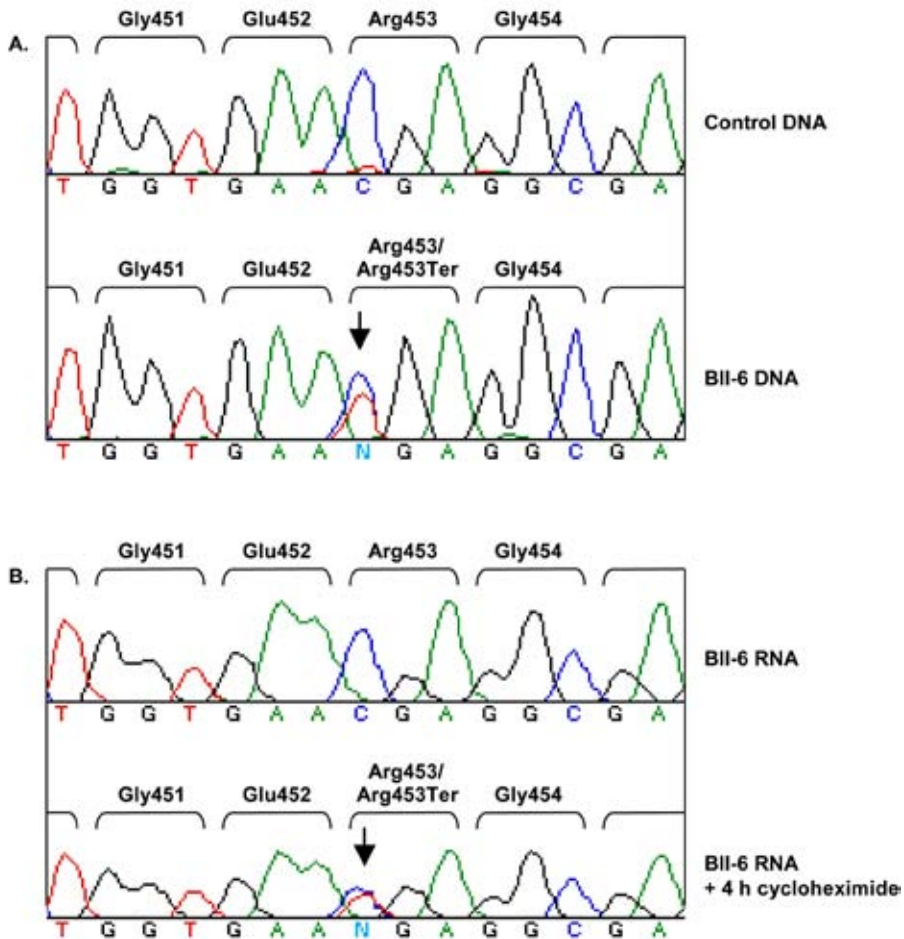 A.
Gly451 Glu452 Arg453 Gly454
Control DNA
T G G T G A A C G A G G C G A
Arg453/
Gly451 Glu452 Arg453Ter Gly454
BII-6 DNA
T G G T G A A N G A G G C G A
B.
Gly451 Glu452 Arg453 Gly454
BII-6 RNA
T G G T G A A C G A G G C G A
Arg453/
Gly451 Glu452 Arg453Ter Gly454
BII-6 RNA
+ 4 h cycloheximide
T G G T G A A N G A G G C G A